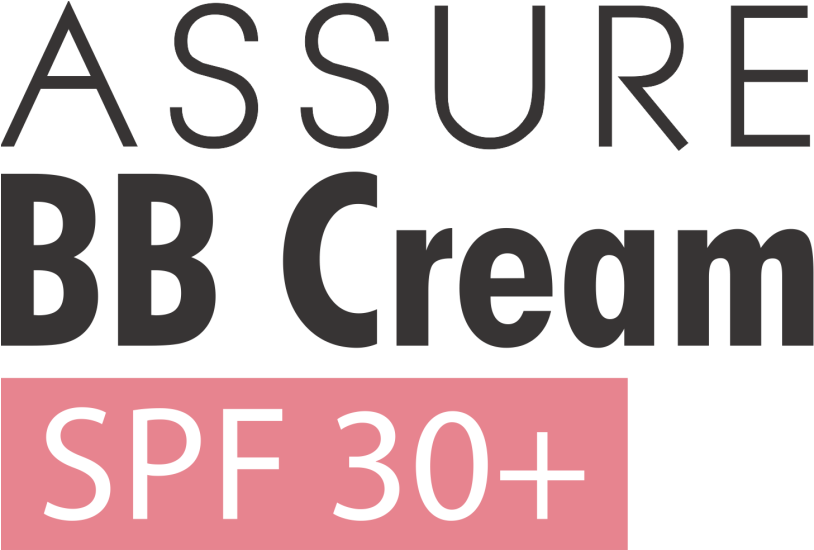 ASSURE
BB Cream
SPF 30+